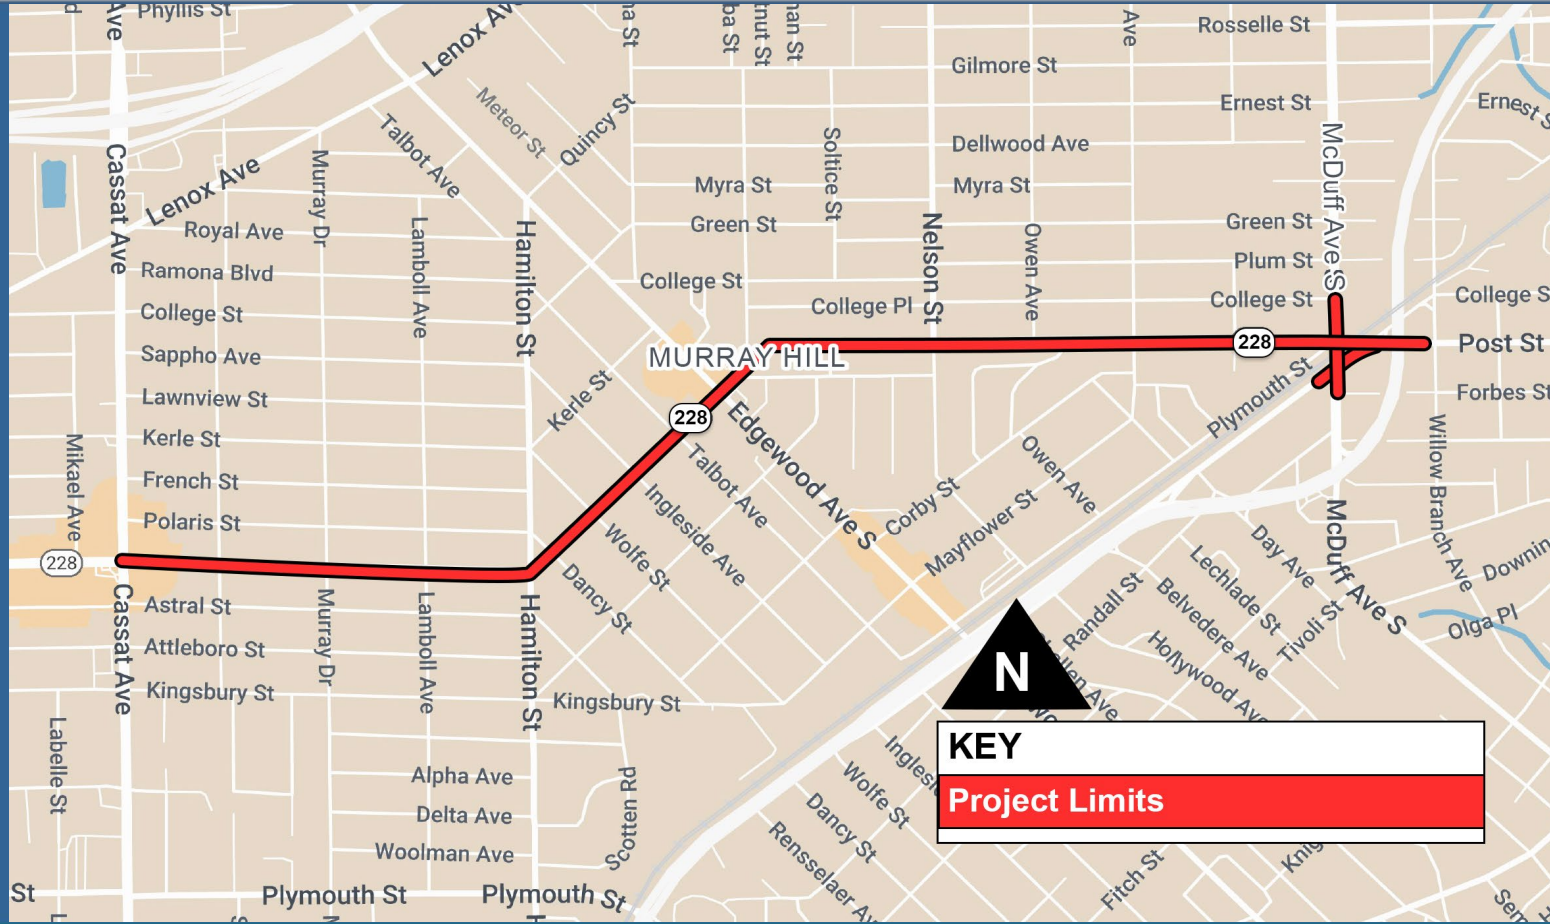 Phyllis St
Ave
Lenox Ave
Rosselle St
Gilmore St
Ave
Ernest St
Ernest S
Meteor St
Quincy St
Talbot Ave
Soltice St
Dellwood Ave
McDuff Ave S
Cassat Ave
Lenox Ave
Murray Dr
Myra St
Myra St
Royal Ave
Lamboll Ave
Hamilton St
Green St
Nelson St
Owen Ave
Green St
Ramona Blvd
College St
Plum St
College St
College Pl
College St
College S
Sappho Ave
MURRAY HILL
228
Post St
Lawnview St
Kerle St
228
Edgewood Ave S
Plymouth St
Forbes St
Kerle St
Mikael Ave
French St
Talbot Ave
Owen Ave
Willow Branch Ave
Polaris St
Ingleside Ave
Corby St
Mayflower St
McDuff Ave S
228
Wolfe St
Day Ave
Downin
Dancy St
Lechlade St
Astral St
Cassat Ave
Murray Dr
Lamboll Ave
Hamilton St
Randall St
Belvedere Ave
Tivoli St
Olga Pl
Attleboro St
Hollywood Ave
N
Kingsbury St
Kingsbury St
KEY
Labelle St
Project Limits
Alpha Ave
Scotten Rd
Wolfe St
Delta Ave
Dancy St
Woolman Ave
Rensselaer Av
Fitch St
St
Plymouth St
Plymouth St